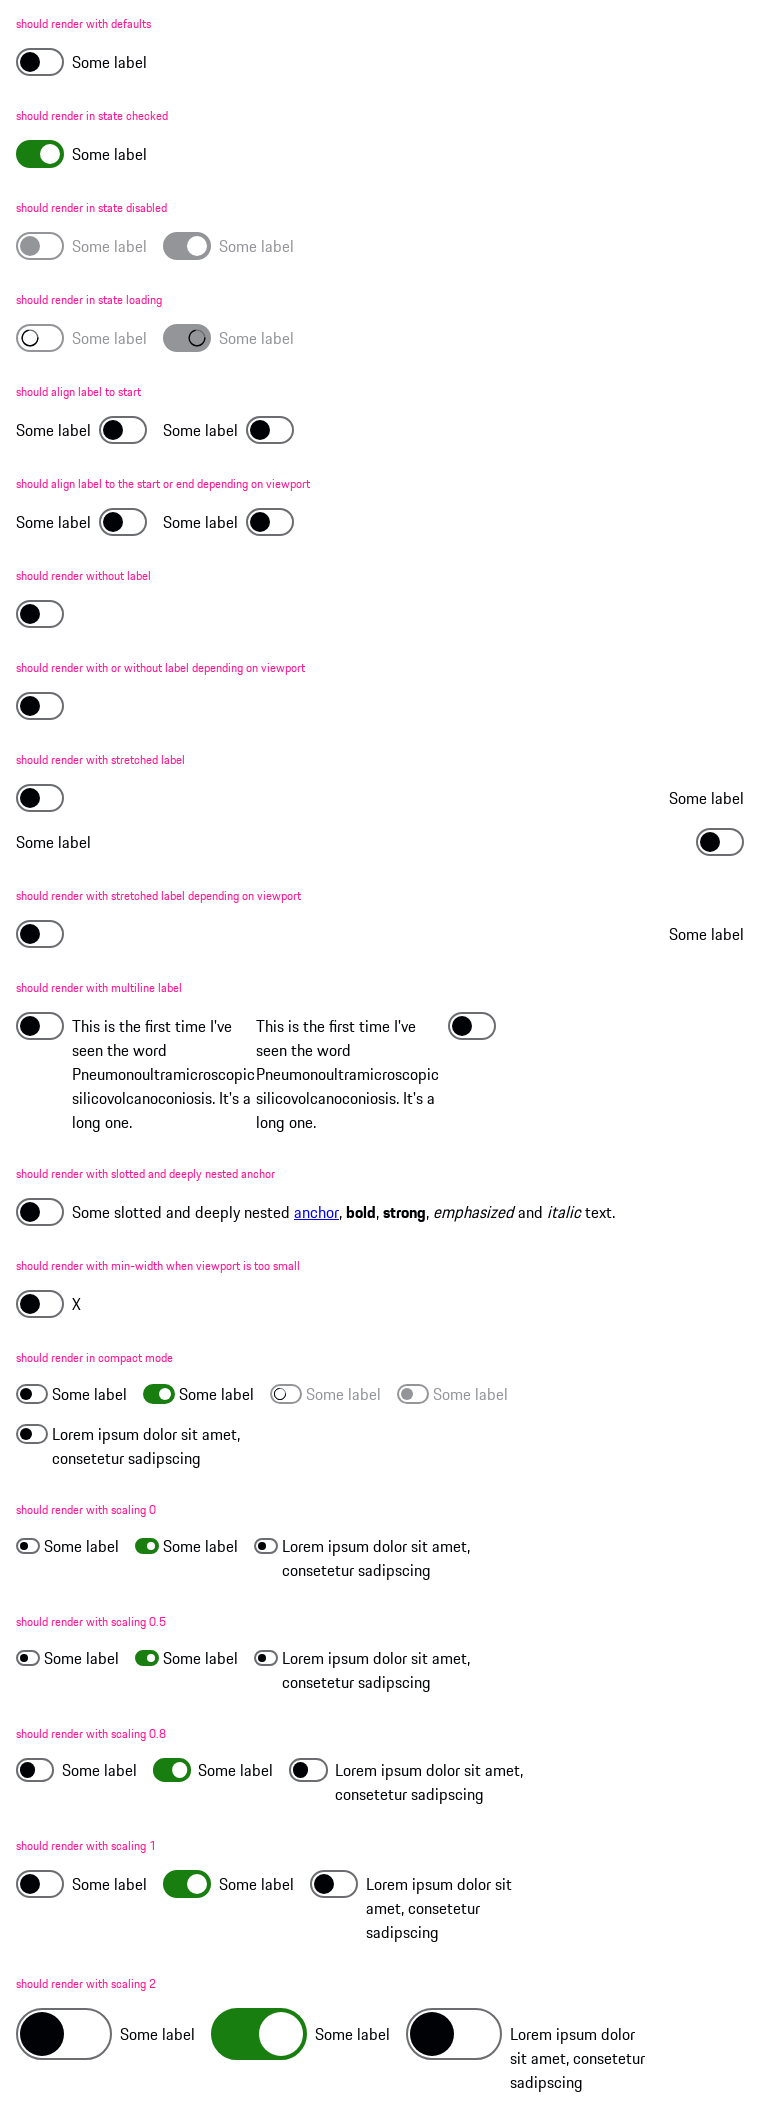 should render with defaults
Some label
should render in state checked
Some label
should render in state disabled
Some label Some label
should render in state loading
Some label Some label
should align label to start
Some label Some label
should align label to the start or end depending on viewport
Some label Some label
should render without label
should render with or without label depending on viewport
should render with stretched label
Some label
Some label
should render with stretched label depending on viewport
Some label
should render with multiline label
This is the first time I've
seen the word
Pneumonoultramicroscopic
silicovolcanoconiosis. It's a
long one.
This is the first time I've
seen the word
Pneumonoultramicroscopic
silicovolcanoconiosis. It's a
long one.
should render with slotted and deeply nested anchor
Some slotted and deeply nested anchor, bold, strong, emphasized and italic text.
should render with min-width when viewport is too small
X
should render in compact mode
Some label Some label Some label Some label
Lorem ipsum dolor sit amet,
consetetur sadipscing
should render with scaling 0
Some label Some label Lorem ipsum dolor sit amet,
consetetur sadipscing
should render with scaling 0.5
Some label Some label Lorem ipsum dolor sit amet,
consetetur sadipscing
should render with scaling 0.8
Some label Some label Lorem ipsum dolor sit amet,
consetetur sadipscing
should render with scaling 1
Some label Some label Lorem ipsum dolor sit
amet, consetetur
sadipscing
should render with scaling 2
Some label Some label Lorem ipsum dolor
sit amet, consetetur
sadipscing